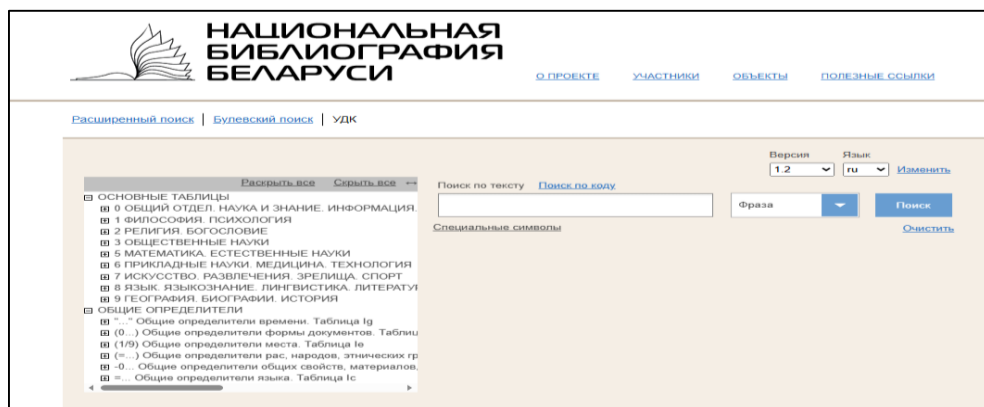 НАЦИОНАЛЬНАЯ
БИБЛИОГРАФИЯ
БЕЛАРУСИ
О ПРОЕКТЕ УЧАСТНИКИ ОБЪЕКТЫ ПОЛЕЗНЫЕ ССЫЛКИ
Расширенный поиск | Булевский поиск | УДК
Версия Язык
1.2 ru Изменить
Раскрыть все Скрыть все ↔
Поиск по тексту Поиск по коду
Фраза Поиск
Специальные символы Очистить
ОСНОВНЫЕ ТАБЛИЦЫ
0 ОБЩИЙ ОТДЕЛ. НАУКА И ЗНАНИЕ. ИНФОРМАЦИЯ.
1 ФИЛОСОФИЯ. ПСИХОЛОГИЯ
2 РЕЛИГИЯ. БОГОСЛОВИЕ
3 ОБЩЕСТВЕННЫЕ НАУКИ
5 МАТЕМАТИКА. ЕСТЕСТВЕННЫЕ НАУКИ
6 ПРИКЛАДНЫЕ НАУКИ. МЕДИЦИНА. ТЕХНОЛОГИЯ
7 ИСКУССТВО. РАЗВЛЕЧЕНИЯ. ЗРЕЛИЩА. СПОРТ
8 ЯЗЫК. ЯЗЫКОЗНАНИЕ. ЛИНГВИСТИКА. ЛИТЕРАТУР
9 ГЕОГРАФИЯ. БИОГРАФИИ. ИСТОРИЯ
ОБЩИЕ ОПРЕДЕЛИТЕЛИ
"..." Общие определители времени. Таблица Ig
(0...) Общие определители формы документов. Таблиц
(1/9) Общие определители места. Таблица Ie
(=...) Общие определители рас, народов, этнических гр
-0... Общие определители общих свойств, материалов,
=... Общие определители языка. Таблица Ic